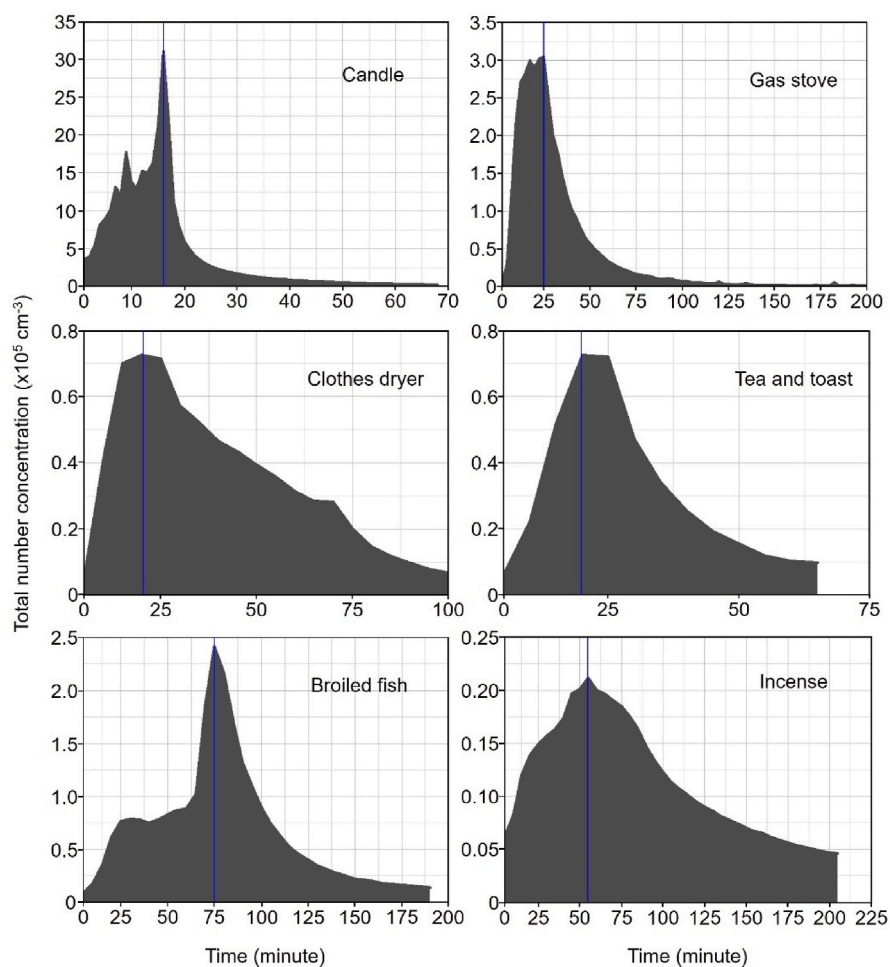 Total number concentration (x10⁵ cm⁻³)
35
30
25
20
15
10
5
0
Candle
0 10 20 30 40 50 60 70
3.5
3.0
2.5
2.0
1.5
1.0
0.5
0
Gas stove
0 25 50 75 100 125 150 175 200
0.8
0.6
0.4
0.2
0
Clothes dryer
0 25 50 75 100
0.8
0.6
0.4
0.2
0
Tea and toast
0 25 50 75
2.5
2.0
1.5
1.0
0.5
0
Broiled fish
0 25 50 75 100 125 150 175 200
Time (minute)
0.25
0.20
0.15
0.10
0.05
0
Incense
0 25 50 75 100 125 150 175 200 225
Time (minute)